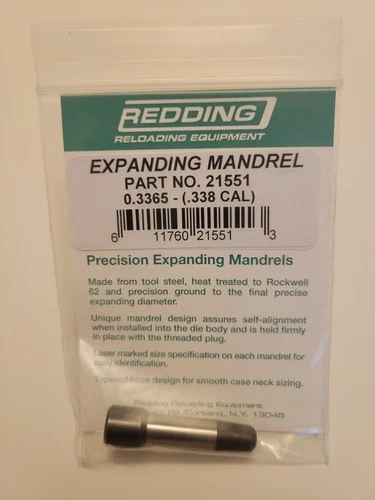 REDDING
RELOADING EQUIPMENT
EXPANDING MANDREL
PART NO. 21551
0.3365 - (.338 CAL)
6 11760 21551 3
Precision Expanding Mandrels
Made from tool steel, heat treated to Rockwell
62 and precision ground to the final precise
expanding diameter.
Unique mandrel design assures self-alignment
when installed into the die body and is held firmly
in place with the threaded plug.
Laser marked size specification on each mandrel for
easy identification.
Tapered nose design for smooth case neck sizing.
Redding Reloading Equipment
Rd./Cortland, N.Y. 13045